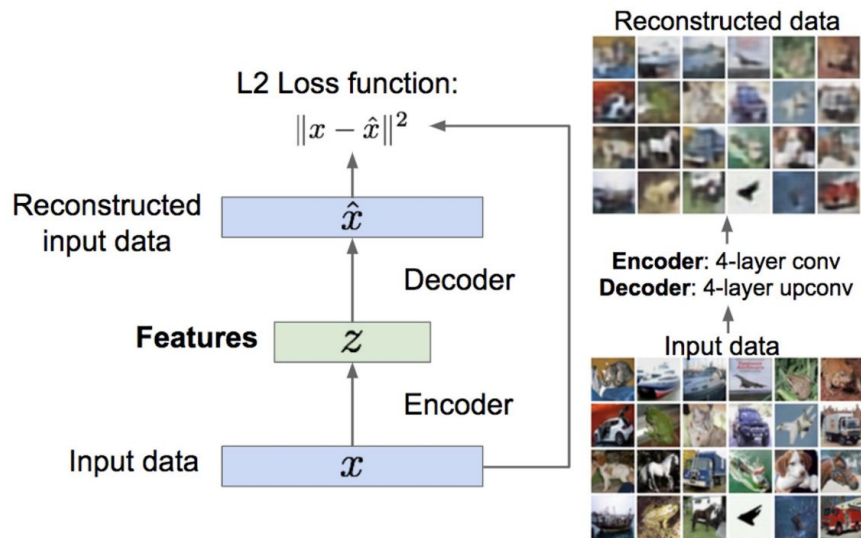 L2 Loss function:
‖x − x̂‖²
Reconstructed
input data
x̂
Decoder
Features
z
Encoder
Input data
x
Reconstructed data
Encoder: 4-layer conv
Decoder: 4-layer upconv
Input data